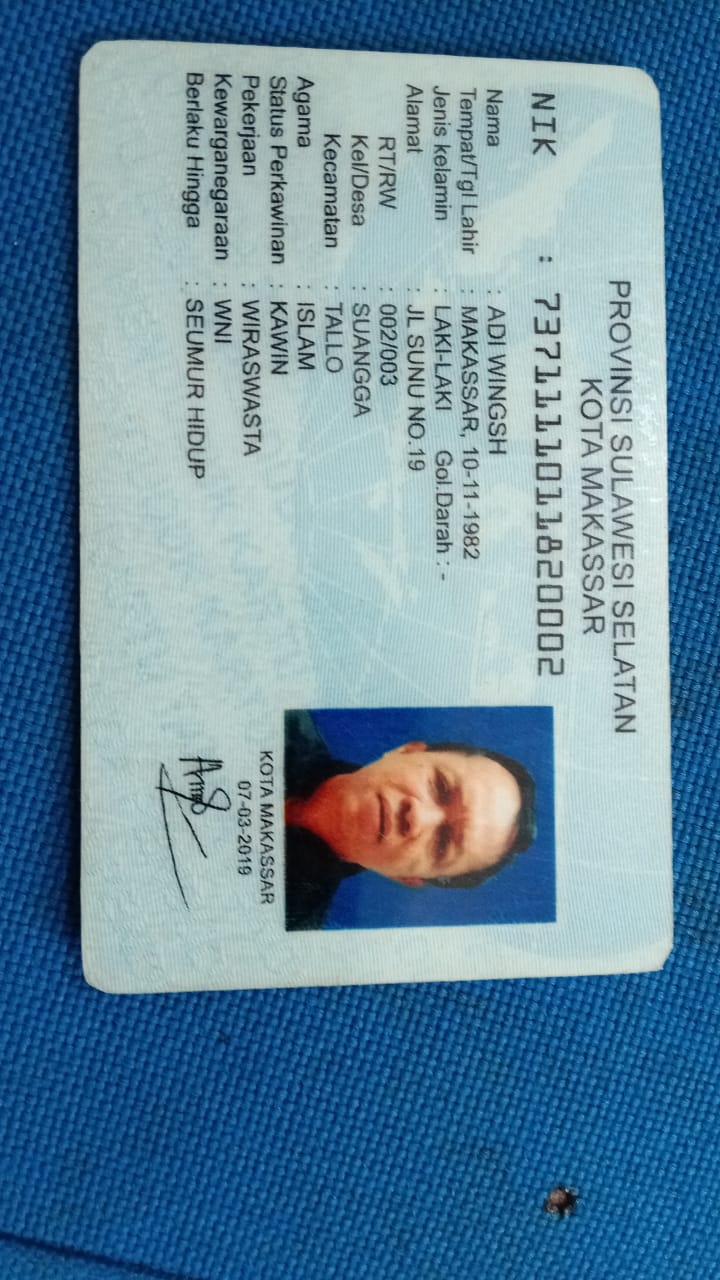 PROVINSI SULAWESI SELATAN
KOTA MAKASSAR
NIK : 7371111011820002
Nama : ADI WINGSH
Tempat/Tgl Lahir : MAKASSAR, 10-11-1982
Jenis kelamin : LAKI-LAKI Gol.Darah : -
Alamat : JL SUNU NO.19
RT/RW : 002/003
Kel/Desa : SUANGGA
Kecamatan : TALLO
Agama : ISLAM
Status Perkawinan : KAWIN
Pekerjaan : WIRASWASTA
Kewarganegaraan : WNI
Berlaku Hingga : SEUMUR HIDUP
KOTA MAKASSAR
07-03-2019